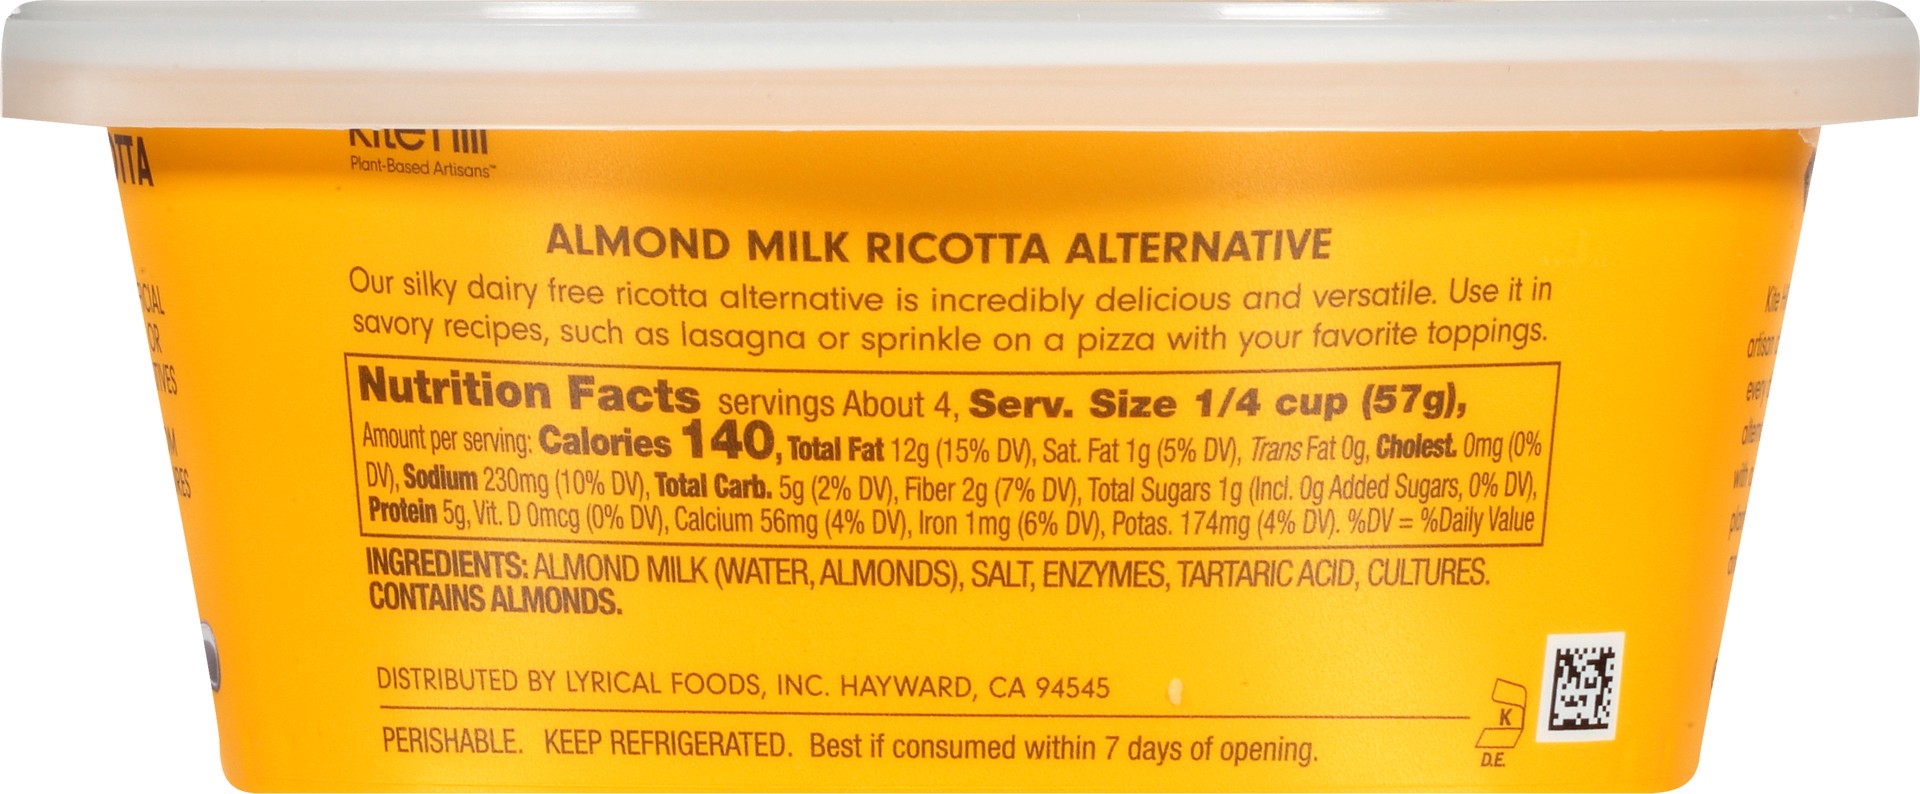 Kite Hill
Plant-Based Artisans™
ALMOND MILK RICOTTA ALTERNATIVE
Our silky dairy free ricotta alternative is incredibly delicious and versatile. Use it in
savory recipes, such as lasagna or sprinkle on a pizza with your favorite toppings.
Nutrition Facts servings About 4, Serv. Size 1/4 cup (57g),
Amount per serving: Calories 140, Total Fat 12g (15% DV), Sat. Fat 1g (5% DV), Trans Fat 0g, Cholest. 0mg (0%
DV), Sodium 230mg (10% DV), Total Carb. 5g (2% DV), Fiber 2g (7% DV), Total Sugars 1g (Incl. 0g Added Sugars, 0% DV),
Protein 5g, Vit. D 0mcg (0% DV), Calcium 56mg (4% DV), Iron 1mg (6% DV), Potas. 174mg (4% DV). %DV = %Daily Value
INGREDIENTS: ALMOND MILK (WATER, ALMONDS), SALT, ENZYMES, TARTARIC ACID, CULTURES.
CONTAINS ALMONDS.
DISTRIBUTED BY LYRICAL FOODS, INC. HAYWARD, CA 94545
PERISHABLE. KEEP REFRIGERATED. Best if consumed within 7 days of opening.
K
D.E.